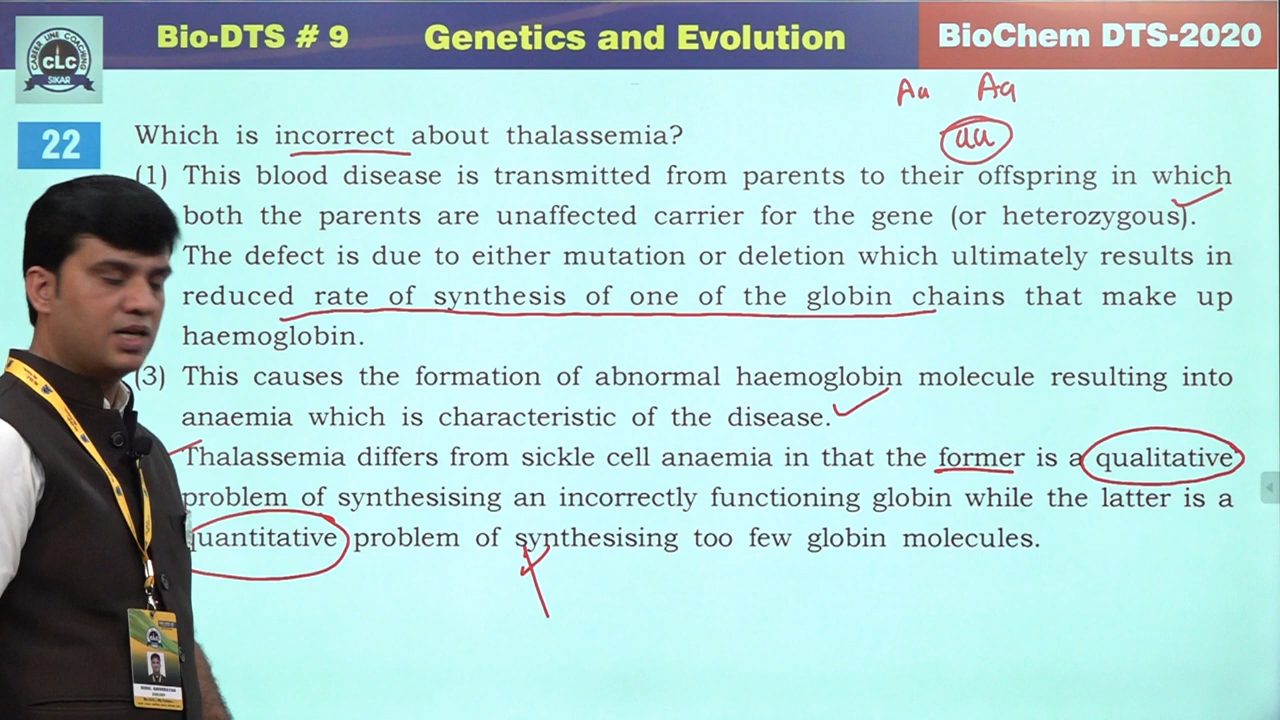 Bio-DTS # 9 Genetics and Evolution BioChem DTS-2020
CAREER LINE COACHING
CLC
SIKAR
Aa Aa
aa
22 Which is incorrect about thalassemia?
(1) This blood disease is transmitted from parents to their offspring in which
both the parents are unaffected carrier for the gene (or heterozygous).
The defect is due to either mutation or deletion which ultimately results in
reduced rate of synthesis of one of the globin chains that make up
haemoglobin.
(3) This causes the formation of abnormal haemoglobin molecule resulting into
anaemia which is characteristic of the disease.
Thalassemia differs from sickle cell anaemia in that the former is a qualitative
problem of synthesising an incorrectly functioning globin while the latter is a
quantitative problem of synthesising too few globin molecules.
CLC